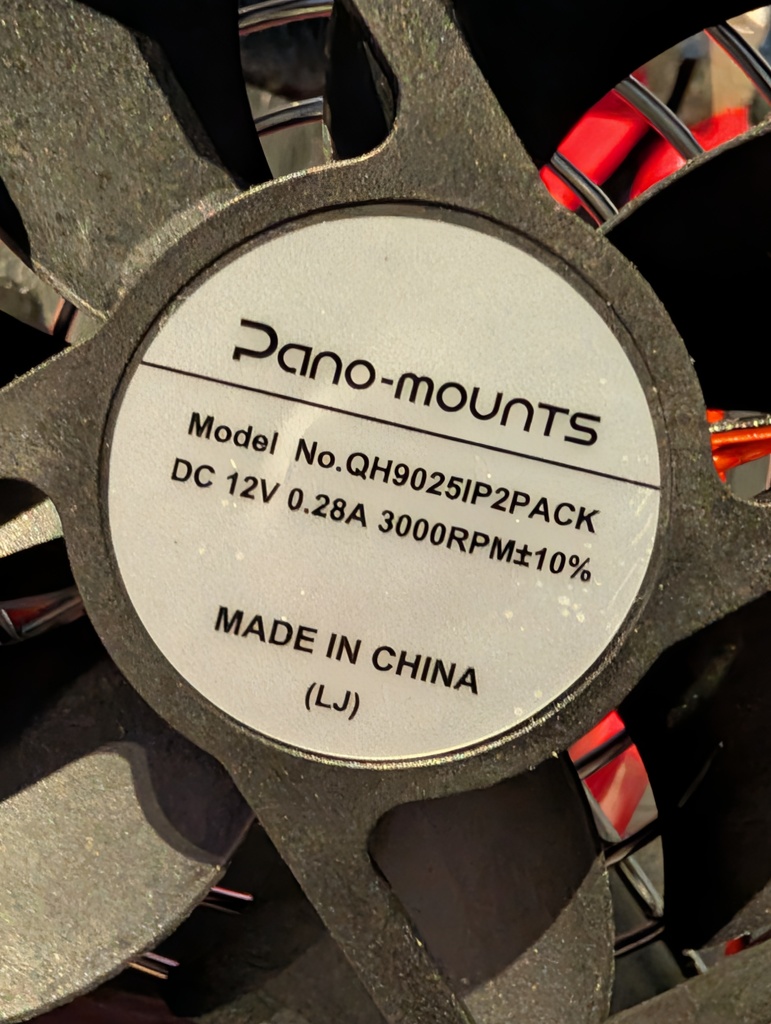 Pano-mounts
Model No.QH9025IP2PACK
DC 12V 0.28A 3000RPM±10%
MADE IN CHINA
(LJ)